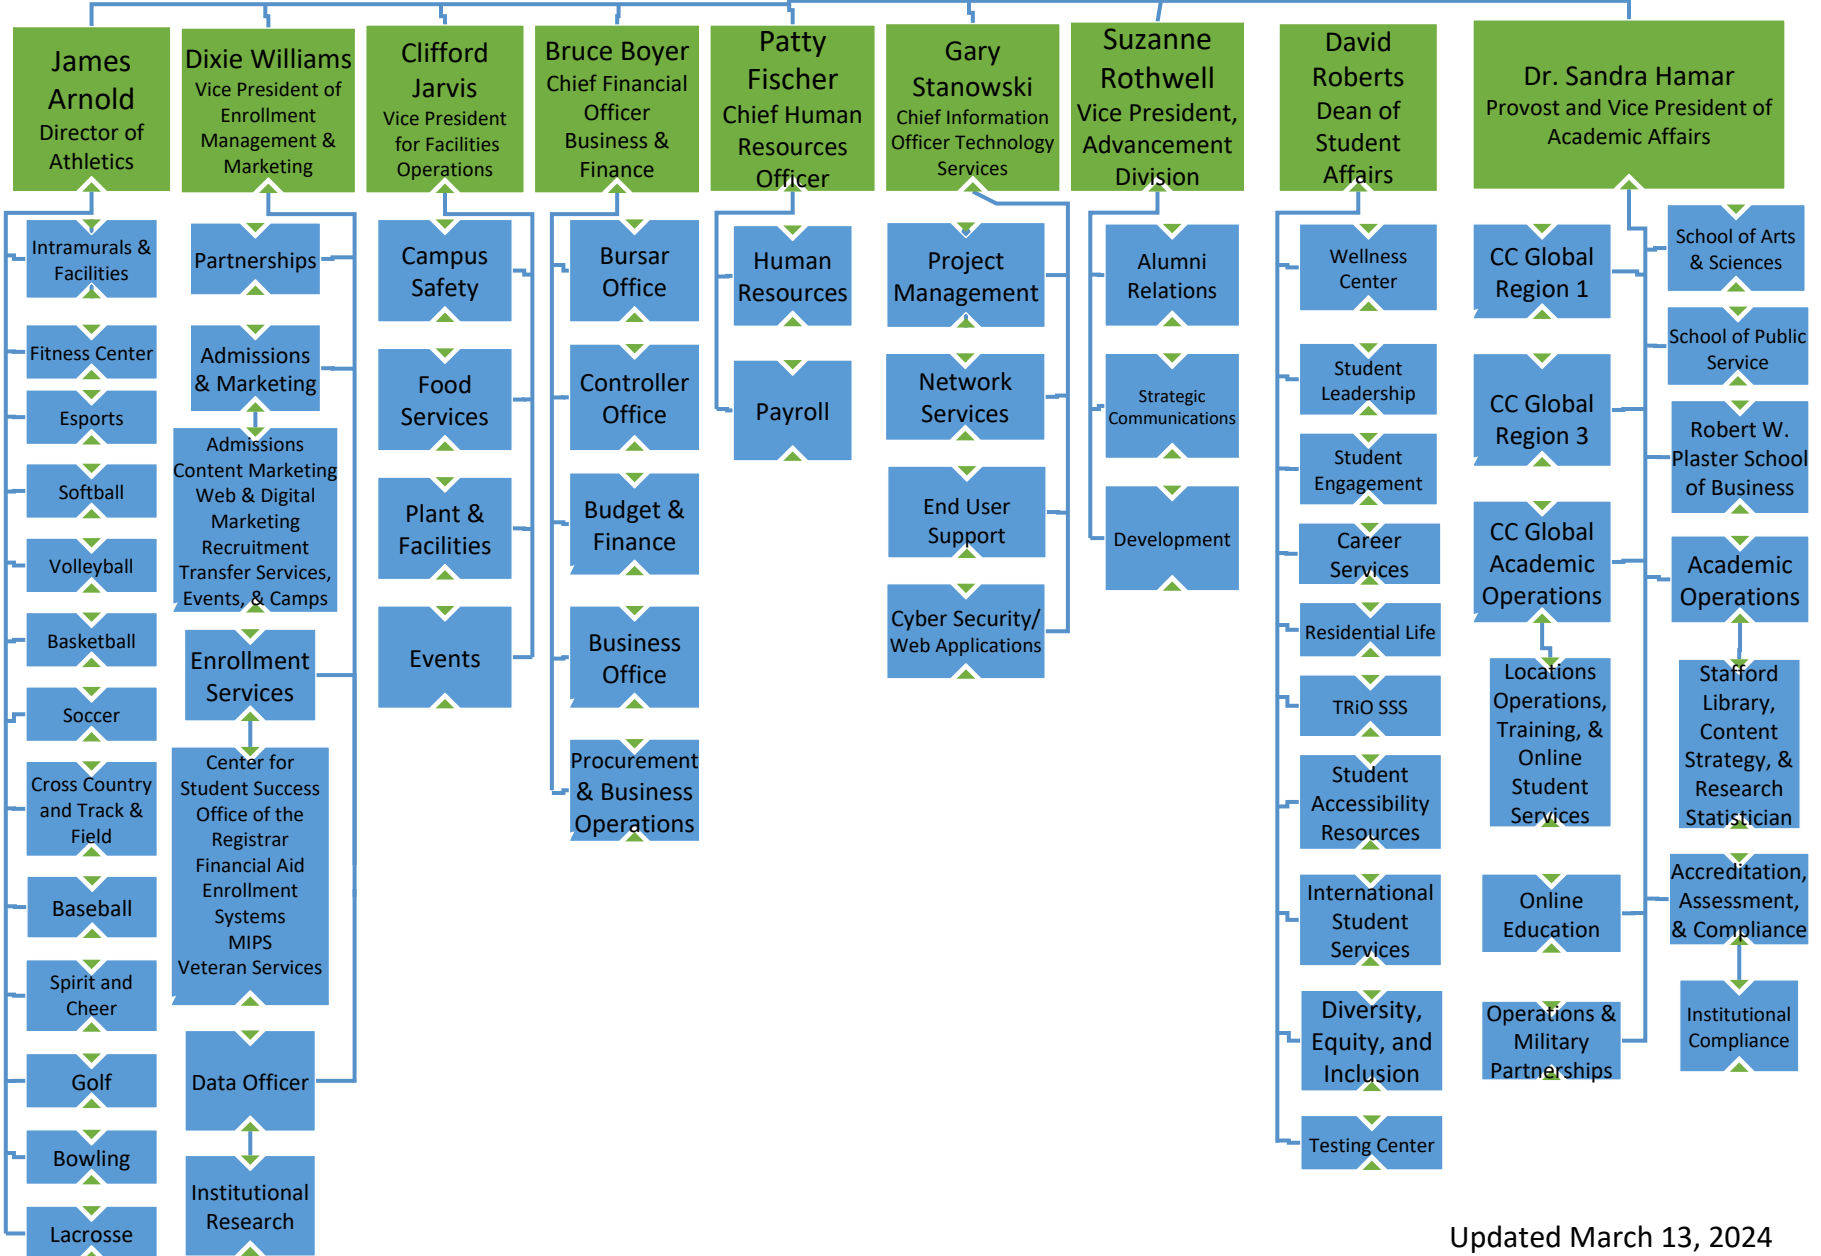 James
Arnold
Director of
Athletics
Intramurals &
Facilities
Fitness Center
Esports
Softball
Volleyball
Basketball
Soccer
Cross Country
and Track &
Field
Baseball
Spirit and
Cheer
Golf
Bowling
Lacrosse
Dixie Williams
Vice President of
Enrollment
Management &
Marketing
Partnerships
Admissions
& Marketing
Admissions
Content Marketing
Web & Digital
Marketing
Recruitment
Transfer Services,
Events, & Camps
Enrollment
Services
Center for
Student Success
Office of the
Registrar
Financial Aid
Enrollment
Systems
MIPS
Veteran Services
Data Officer
Institutional
Research
Clifford
Jarvis
Vice President
for Facilities
Operations
Campus
Safety
Food
Services
Plant &
Facilities
Events
Bruce Boyer
Chief Financial
Officer
Business &
Finance
Bursar
Office
Controller
Office
Budget &
Finance
Business
Office
Procurement
& Business
Operations
Patty
Fischer
Chief Human
Resources
Officer
Human
Resources
Payroll
Gary
Stanowski
Chief Information
Officer Technology
Services
Project
Management
Network
Services
End User
Support
Cyber Security/
Web Applications
Suzanne
Rothwell
Vice President,
Advancement
Division
Alumni
Relations
Strategic
Communications
Development
David
Roberts
Dean of
Student
Affairs
Wellness
Center
Student
Leadership
Student
Engagement
Career
Services
Residential Life
TRiO SSS
Student
Accessibility
Resources
International
Student
Services
Diversity,
Equity, and
Inclusion
Testing Center
Dr. Sandra Hamar
Provost and Vice President of
Academic Affairs
CC Global
Region 1
CC Global
Region 3
CC Global
Academic
Operations
Locations
Operations,
Training, &
Online
Student
Services
Online
Education
Operations &
Military
Partnerships
School of Arts
& Sciences
School of Public
Service
Robert W.
Plaster School
of Business
Academic
Operations
Stafford
Library,
Content
Strategy, &
Research
Statistician
Accreditation,
Assessment,
& Compliance
Institutional
Compliance
Updated March 13, 2024